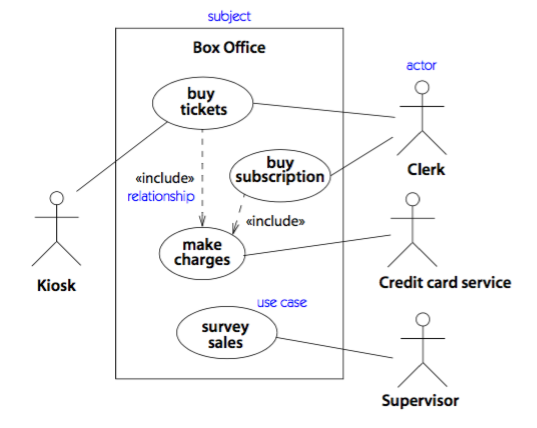 subject
Box Office
actor
buy
tickets
Clerk
«include»
relationship
buy
subscription
«include»
make
charges
Kiosk
Credit card service
use case
survey
sales
Supervisor